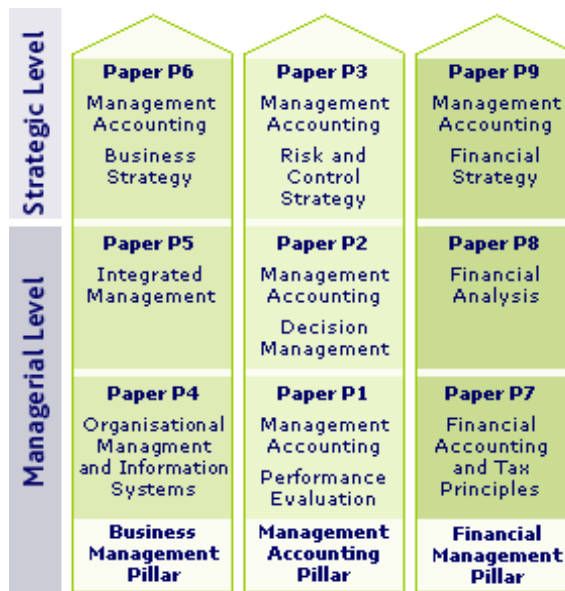 Strategic Level
Paper P6
Management
Accounting
Business
Strategy
Paper P3
Management
Accounting
Risk and
Control
Strategy
Paper P9
Management
Accounting
Financial
Strategy
Managerial Level
Paper P5
Integrated
Management
Paper P2
Management
Accounting
Decision
Management
Paper P8
Financial
Analysis
Paper P4
Organisational
Managment
and Information
Systems
Paper P1
Management
Accounting
Performance
Evaluation
Paper P7
Financial
Accounting
and Tax
Principles
Business
Management
Pillar
Management
Accounting
Pillar
Financial
Management
Pillar